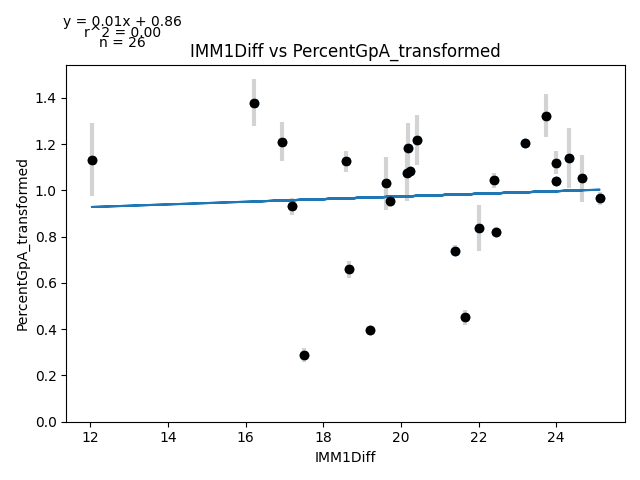 y = 0.01x + 0.86
r^2 = 0.00
n = 26
IMM1Diff vs PercentGpA_transformed
PercentGpA_transformed
1.4
1.2
1.0
0.8
0.6
0.4
0.2
0.0
12 14 16 18 20 22 24
IMM1Diff